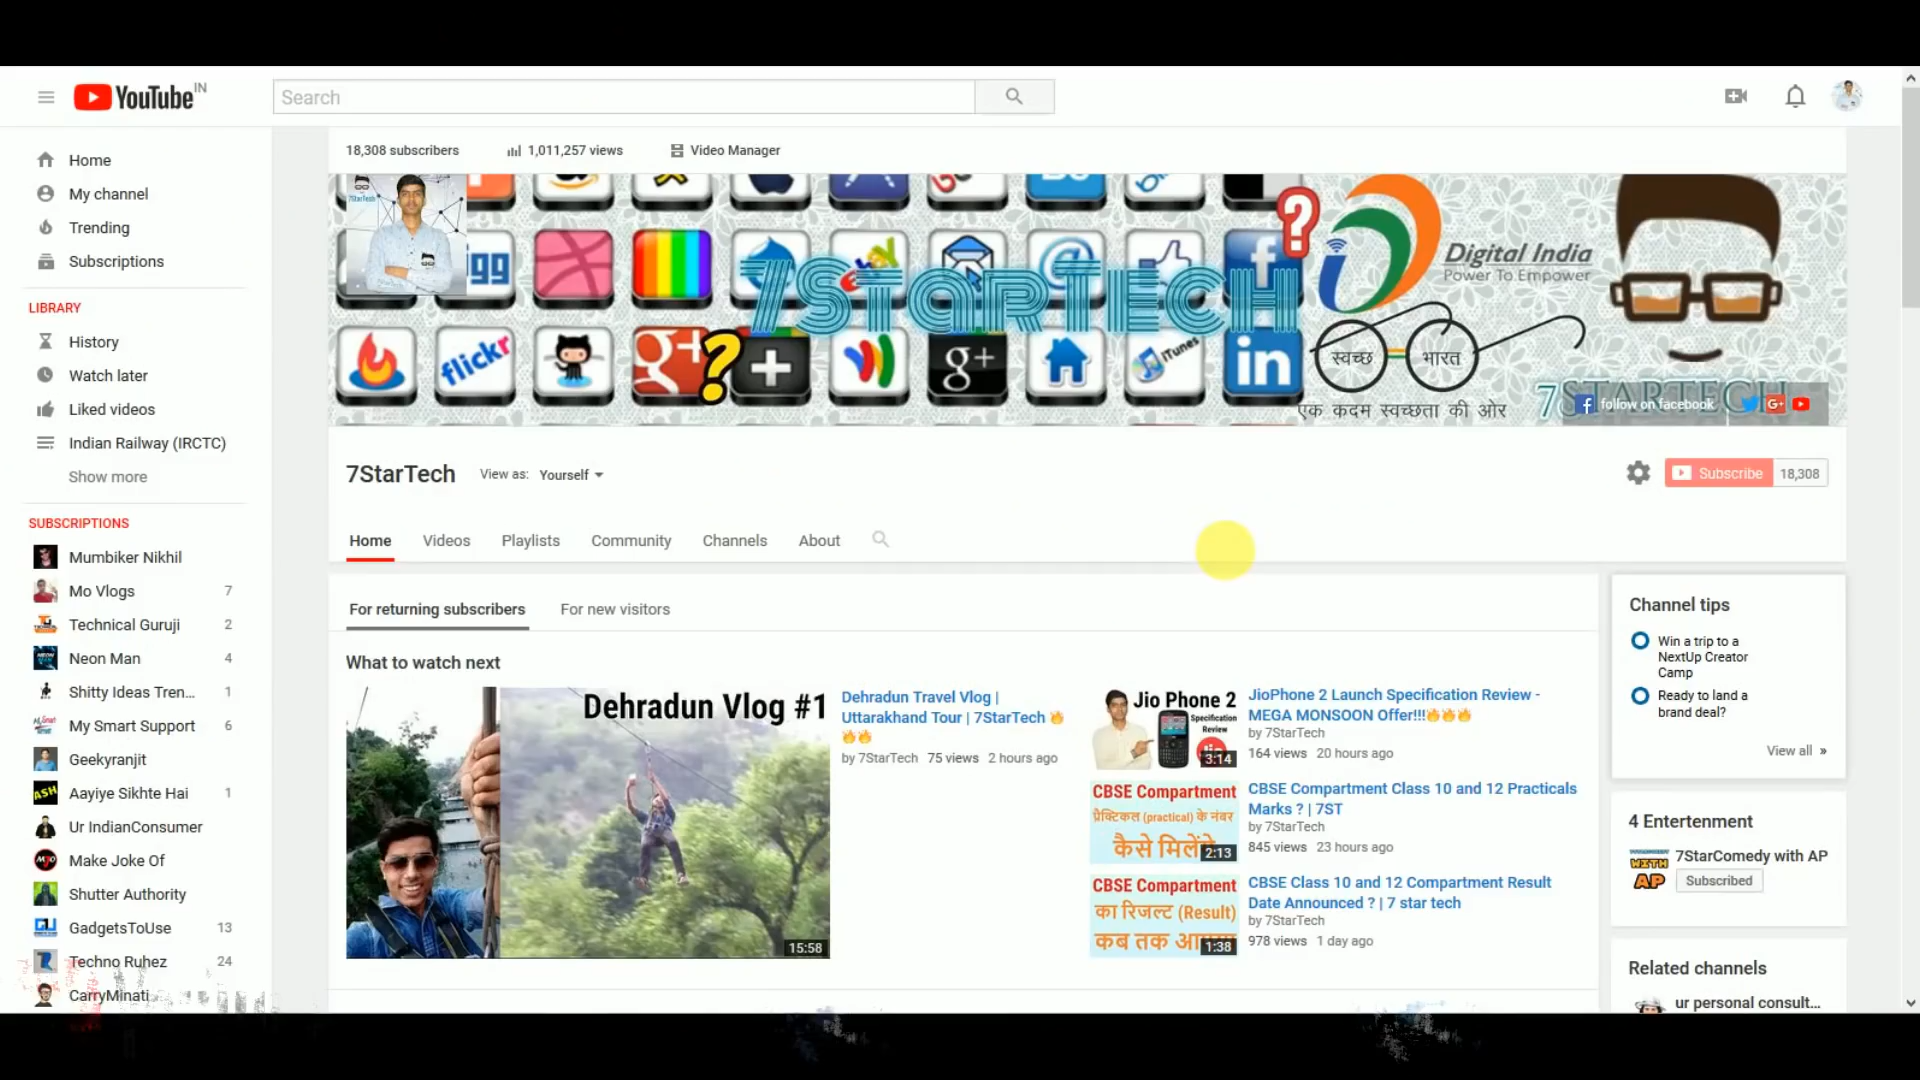 YouTube IN
Search
Home
My channel
Trending
Subscriptions
LIBRARY
History
Watch later
Liked videos
Indian Railway (IRCTC)
Show more
SUBSCRIPTIONS
Mumbiker Nikhil
Mo Vlogs 7
Technical Guruji 2
Neon Man 4
Shitty Ideas Tren... 1
My Smart Support 6
Geekyranjit
Aayiye Sikhte Hai 1
Ur IndianConsumer
Make Joke Of
Shutter Authority
GadgetsToUse 13
Techno Ruhez 24
CarryMinati
18,308 subscribers 1,011,257 views Video Manager
7StarTech
Digital India
Power To Empower
flickr
g+
iTunes
in
स्वच्छ भारत
एक कदम स्वच्छता की ओर
7STARTECH
follow on facebook
7StarTech View as: Yourself
Subscribe 18,308
Home Videos Playlists Community Channels About
For returning subscribers For new visitors
What to watch next
Dehradun Vlog #1
15:58
Dehradun Travel Vlog |
Uttarakhand Tour | 7StarTech 🔥
🔥🔥
by 7StarTech 75 views 2 hours ago
Jio Phone 2
Specification
Review
3:14
JioPhone 2 Launch Specification Review -
MEGA MONSOON Offer!!!🔥🔥🔥
by 7StarTech
164 views 20 hours ago
CBSE Compartment
प्रैक्टिकल (practical) के नंबर
कैसे मिलेंगे
2:13
CBSE Compartment Class 10 and 12 Practicals
Marks ? | 7ST
by 7StarTech
845 views 23 hours ago
CBSE Compartment
का रिजल्ट (Result)
कब तक
1:38
CBSE Class 10 and 12 Compartment Result
Date Announced ? | 7 star tech
by 7StarTech
978 views 1 day ago
Channel tips
Win a trip to a
NextUp Creator
Camp
Ready to land a
brand deal?
View all »
4 Entertenment
WITH
AP
7StarComedy with AP
Subscribed
Related channels
ur personal consult...